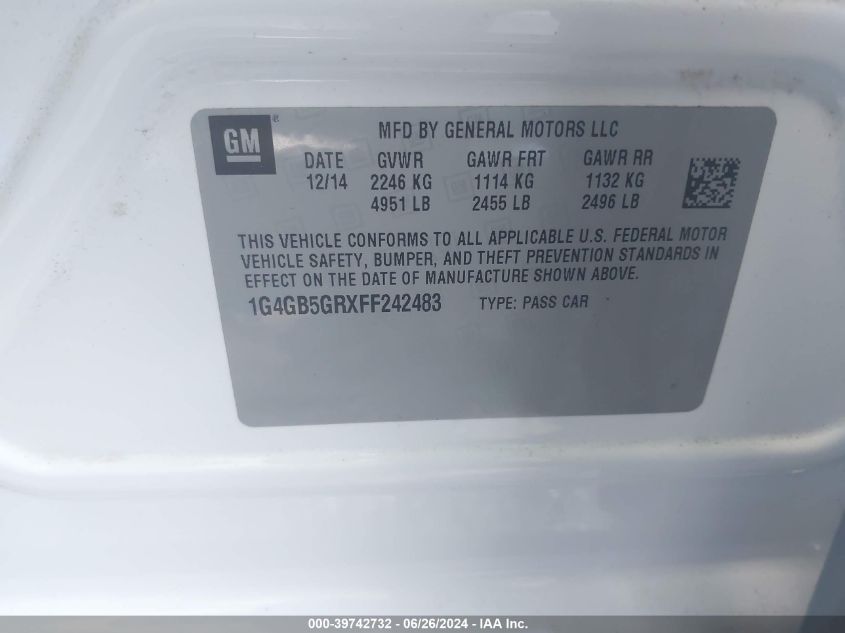 GM ®
MFD BY GENERAL MOTORS LLC
DATE GVWR GAWR FRT GAWR RR
12/14 2246 KG 1114 KG 1132 KG
4951 LB 2455 LB 2496 LB
THIS VEHICLE CONFORMS TO ALL APPLICABLE U.S. FEDERAL MOTOR
VEHICLE SAFETY, BUMPER, AND THEFT PREVENTION STANDARDS IN
EFFECT ON THE DATE OF MANUFACTURE SHOWN ABOVE.
1G4GB5GRXFF242483 TYPE: PASS CAR
000-39742732 - 06/26/2024 - IAA Inc.